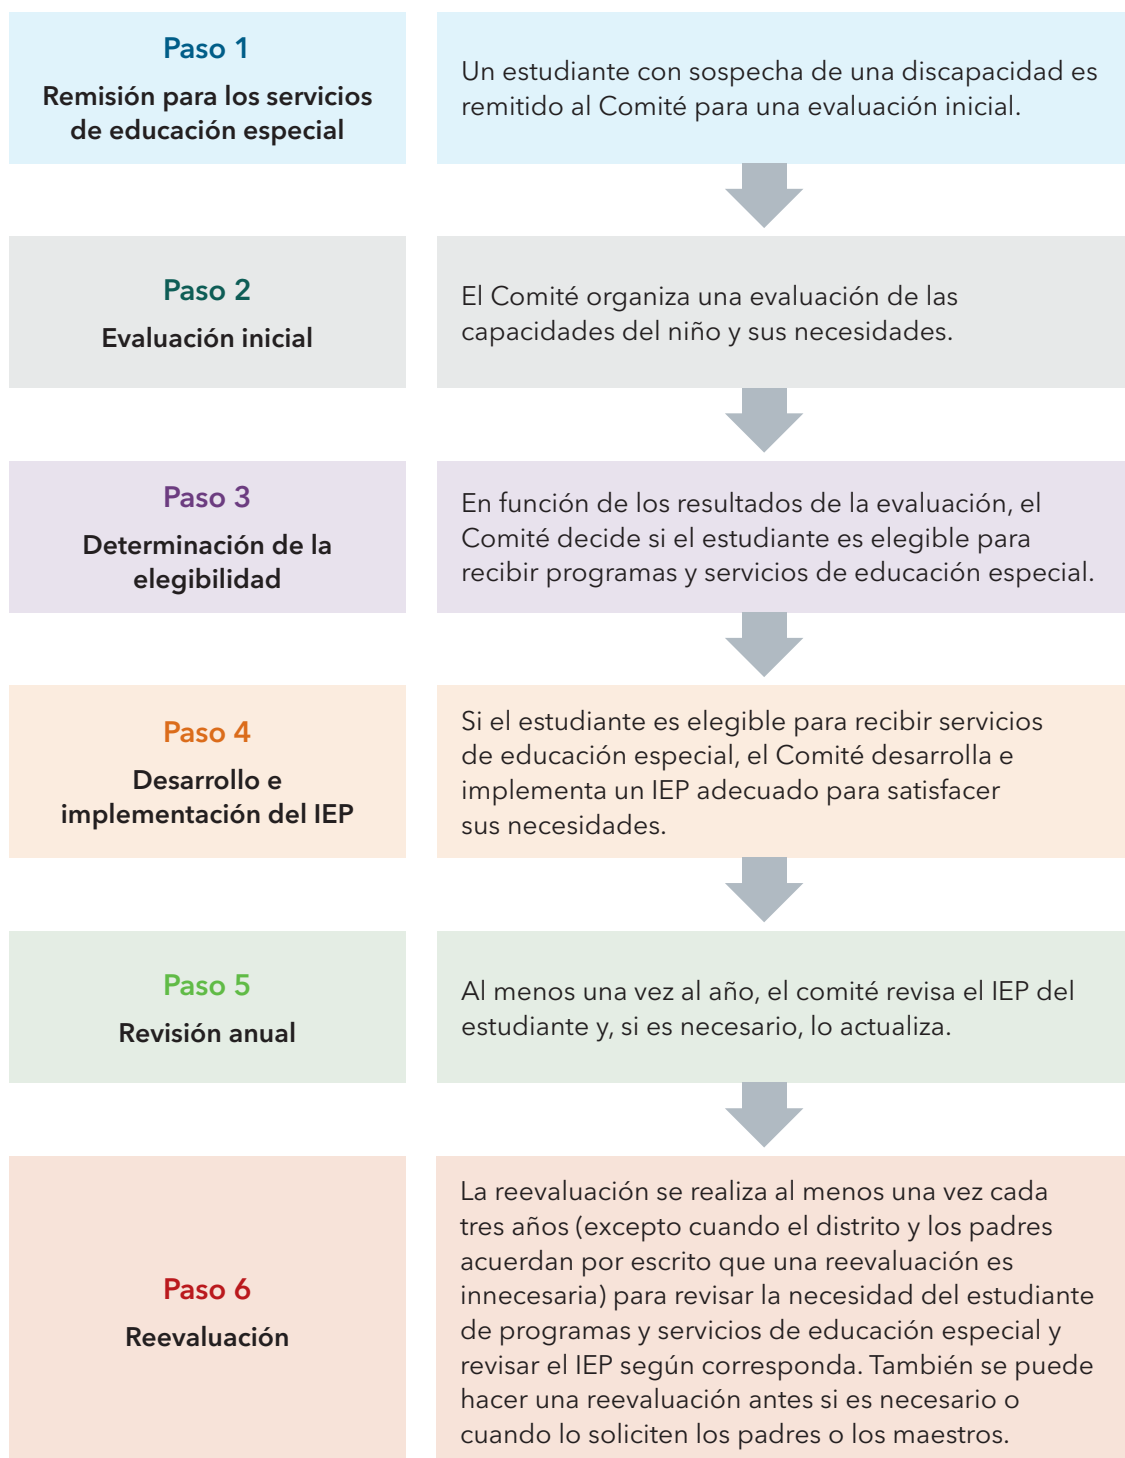 Paso 1
Remisión para los servicios
de educación especial
Un estudiante con sospecha de una discapacidad es
remitido al Comité para una evaluación inicial.
Paso 2
Evaluación inicial
El Comité organiza una evaluación de las
capacidades del niño y sus necesidades.
Paso 3
Determinación de la
elegibilidad
En función de los resultados de la evaluación, el
Comité decide si el estudiante es elegible para
recibir programas y servicios de educación especial.
Paso 4
Desarrollo e
implementación del IEP
Si el estudiante es elegible para recibir servicios
de educación especial, el Comité desarrolla e
implementa un IEP adecuado para satisfacer
sus necesidades.
Paso 5
Revisión anual
Al menos una vez al año, el comité revisa el IEP del
estudiante y, si es necesario, lo actualiza.
Paso 6
Reevaluación
La reevaluación se realiza al menos una vez cada
tres años (excepto cuando el distrito y los padres
acuerdan por escrito que una reevaluación es
innecesaria) para revisar la necesidad del estudiante
de programas y servicios de educación especial y
revisar el IEP según corresponda. También se puede
hacer una reevaluación antes si es necesario o
cuando lo soliciten los padres o los maestros.